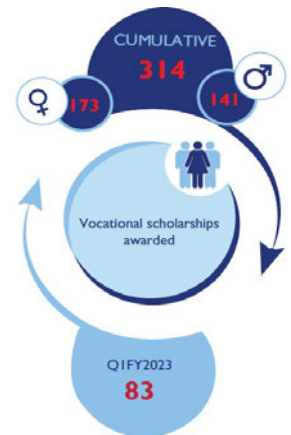 CUMULATIVE
314
173
141
Vocational scholarships
awarded
Q1FY2023
83